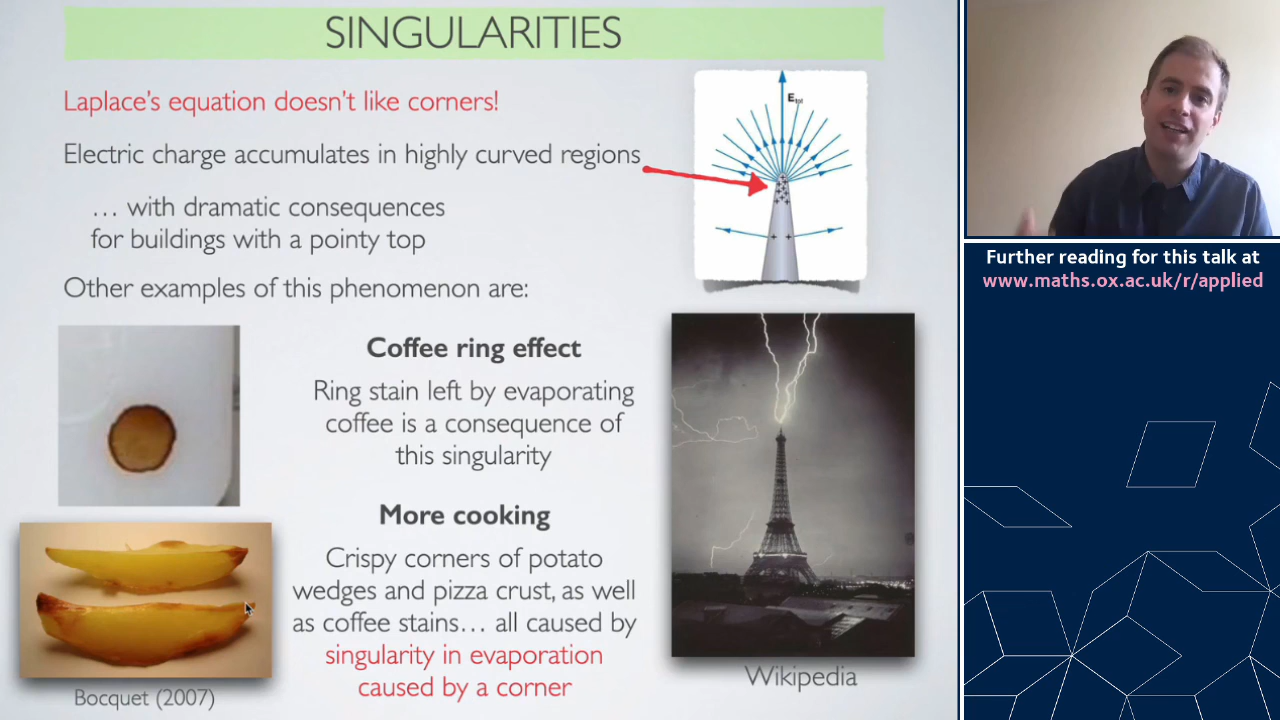 SINGULARITIES
Laplace's equation doesn't like corners!
Electric charge accumulates in highly curved regions
… with dramatic consequences
for buildings with a pointy top
Other examples of this phenomenon are:
E_tot
Coffee ring effect
Ring stain left by evaporating
coffee is a consequence of
this singularity
More cooking
Crispy corners of potato
wedges and pizza crust, as well
as coffee stains… all caused by
singularity in evaporation
caused by a corner
Bocquet (2007)
Wikipedia
Further reading for this talk at
www.maths.ox.ac.uk/r/applied